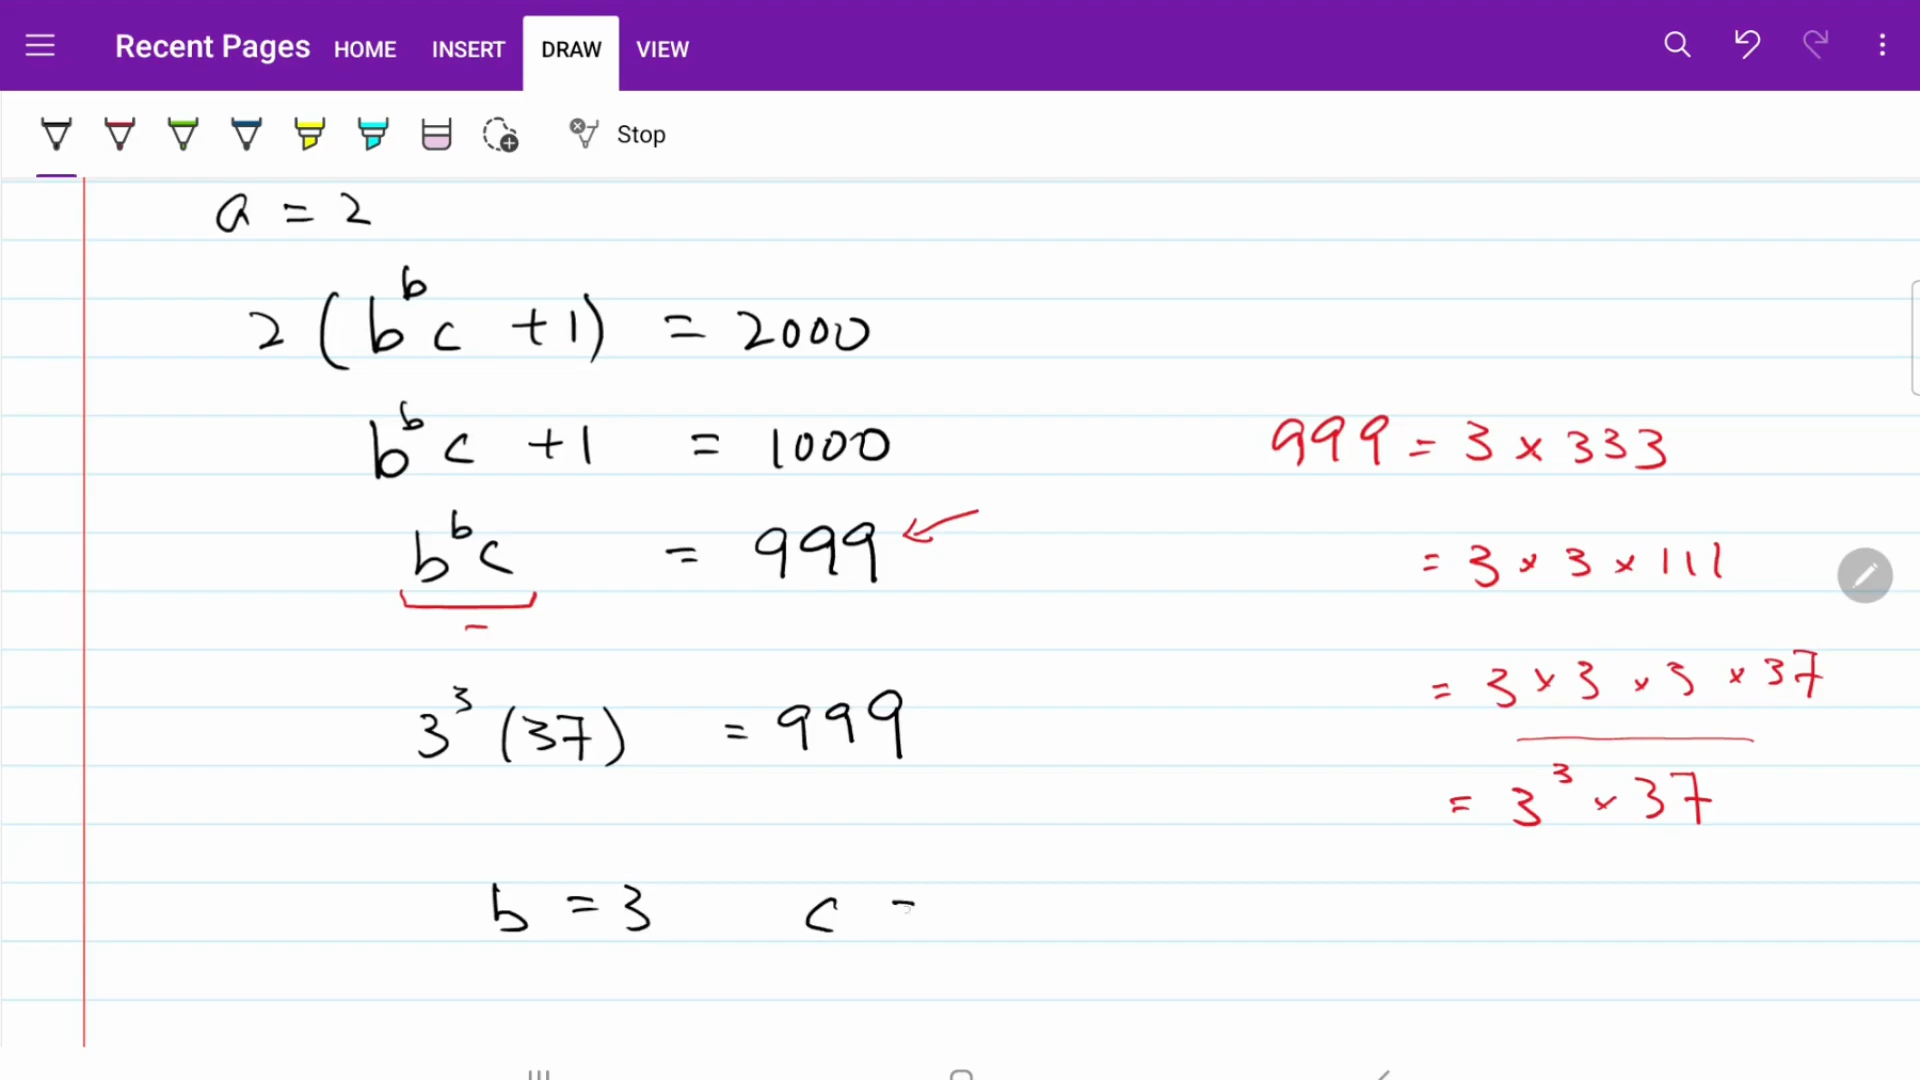 Recent Pages HOME INSERT DRAW VIEW
Stop
a = 2
2 (b^b c + 1) = 2000
b^b c + 1 = 1000
b^b c = 999
3^3 (37) = 999
b = 3 c =
999 = 3 × 333
= 3 × 3 × 111
= 3 × 3 × 3 × 37
= 3^3 × 37